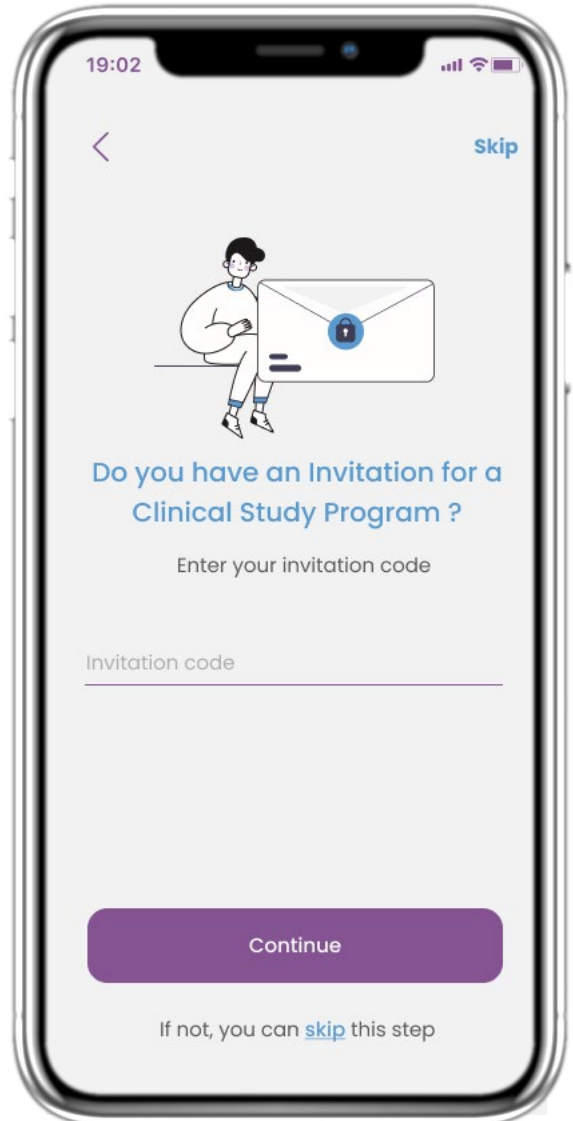 19:02
Skip
Do you have an Invitation for a
Clinical Study Program ?
Enter your invitation code
Invitation code
Continue
If not, you can skip this step